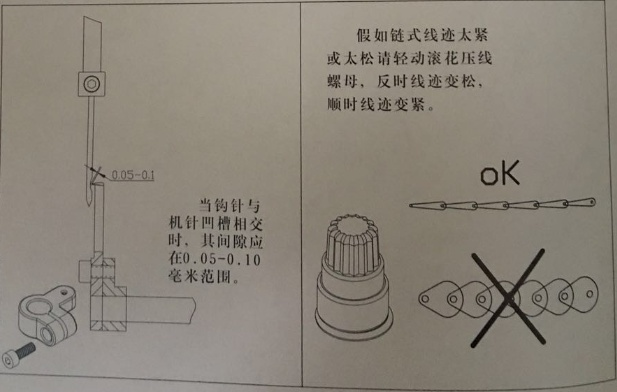 0.05-0.1
当钩针与
机针凹槽相交
时，其间隙应
在0.05-0.10
毫米范围。
假如链式线迹太紧
或太松请轻动滚花压线
螺母，反时线迹变松，
顺时线迹变紧。
oK